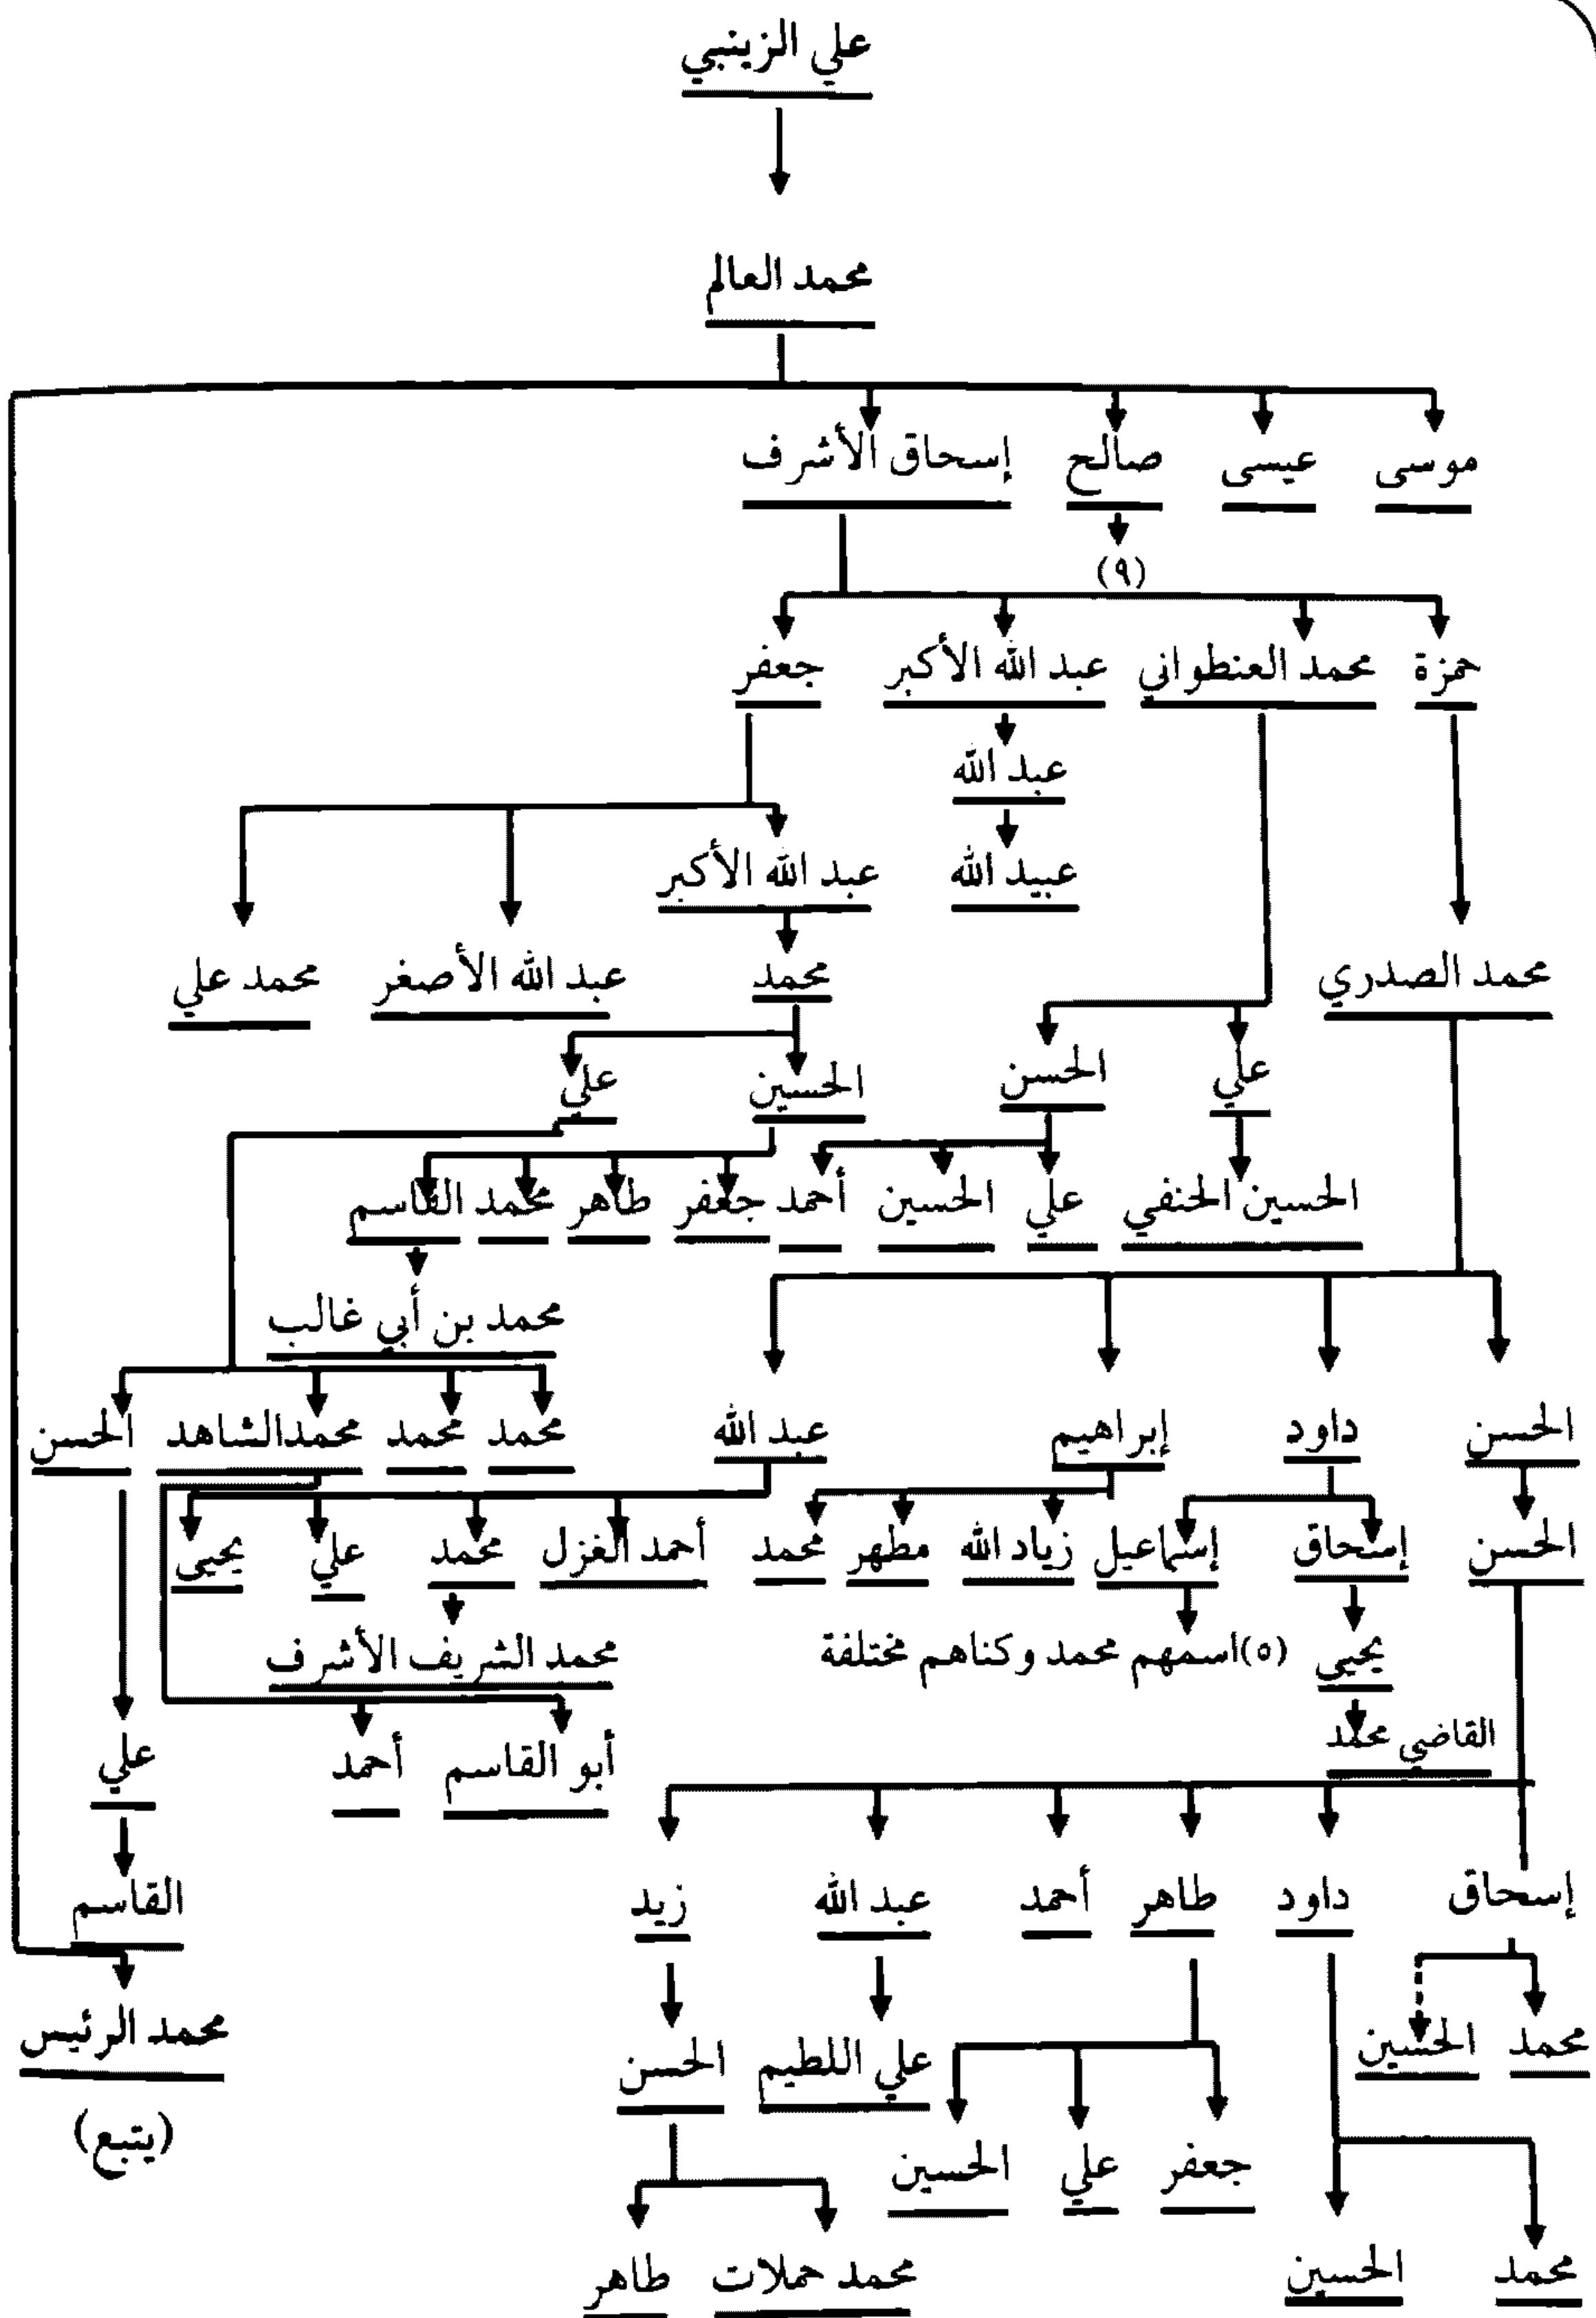 علي الزينبي
محمد العالم
موسى عيسى صالح إسحاق الأشرف
(٩)
حمزة محمد العنطواني عبد الله الأكبر جعفر
عبد الله
عبد الله الأكبر عبيد الله
محمد الصدري محمد عبد الله الأصغر محمد علي
علي الحسن الحسين علي
الحسين الحنفي علي الحسين أحمد جعفر طاهر محمد القاسم
محمد بن أبي غالب
الحسن داود إبراهيم عبد الله محمد محمد محمد الشاهد الحسن
الحسن إسحاق إسماعيل زياد الله مطهر محمد أحمد الغزل محمد علي يحيى
يحيى (٥) اسمهم محمد وكناهم مختلفة محمد الشريف الأشرف
القاضي محمد أبو القاسم أحمد علي
إسحاق داود طاهر أحمد عبد الله زيد القاسم
محمد الحسين علي اللطيم الحسن محمد الرئيس
(يتبع)
جعفر علي الحسين
محمد الحسين محمد حملات طاهر